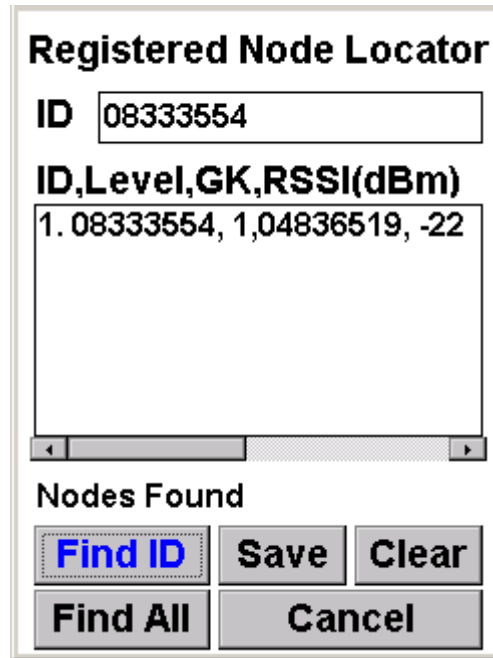 Registered Node Locator
ID 08333554
ID,Level,GK,RSSI(dBm)
1. 08333554, 1,04836519, -22
Nodes Found
Find ID Save Clear
Find All Cancel